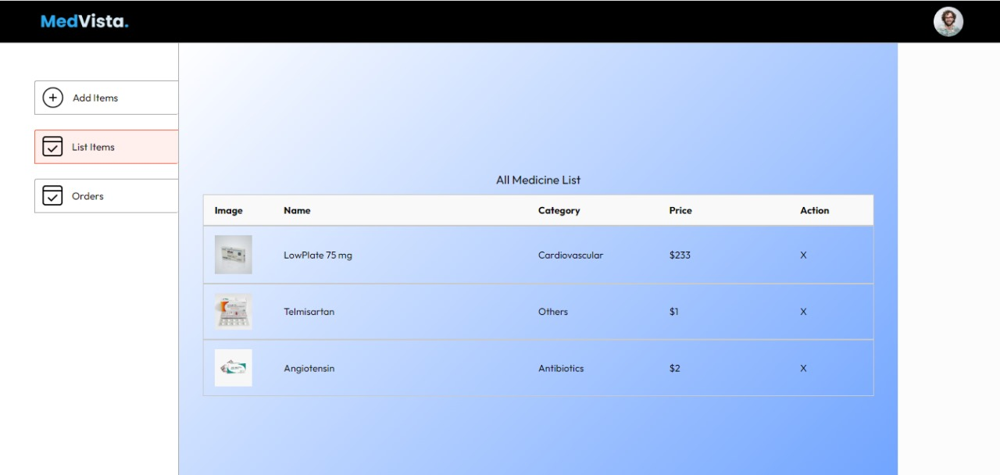 MedVista.
Add Items
List Items
Orders
All Medicine List
Image Name Category Price Action
LowPlate 75 mg Cardiovascular $233 X
Telmisartan Others $1 X
Angiotensin Antibiotics $2 X